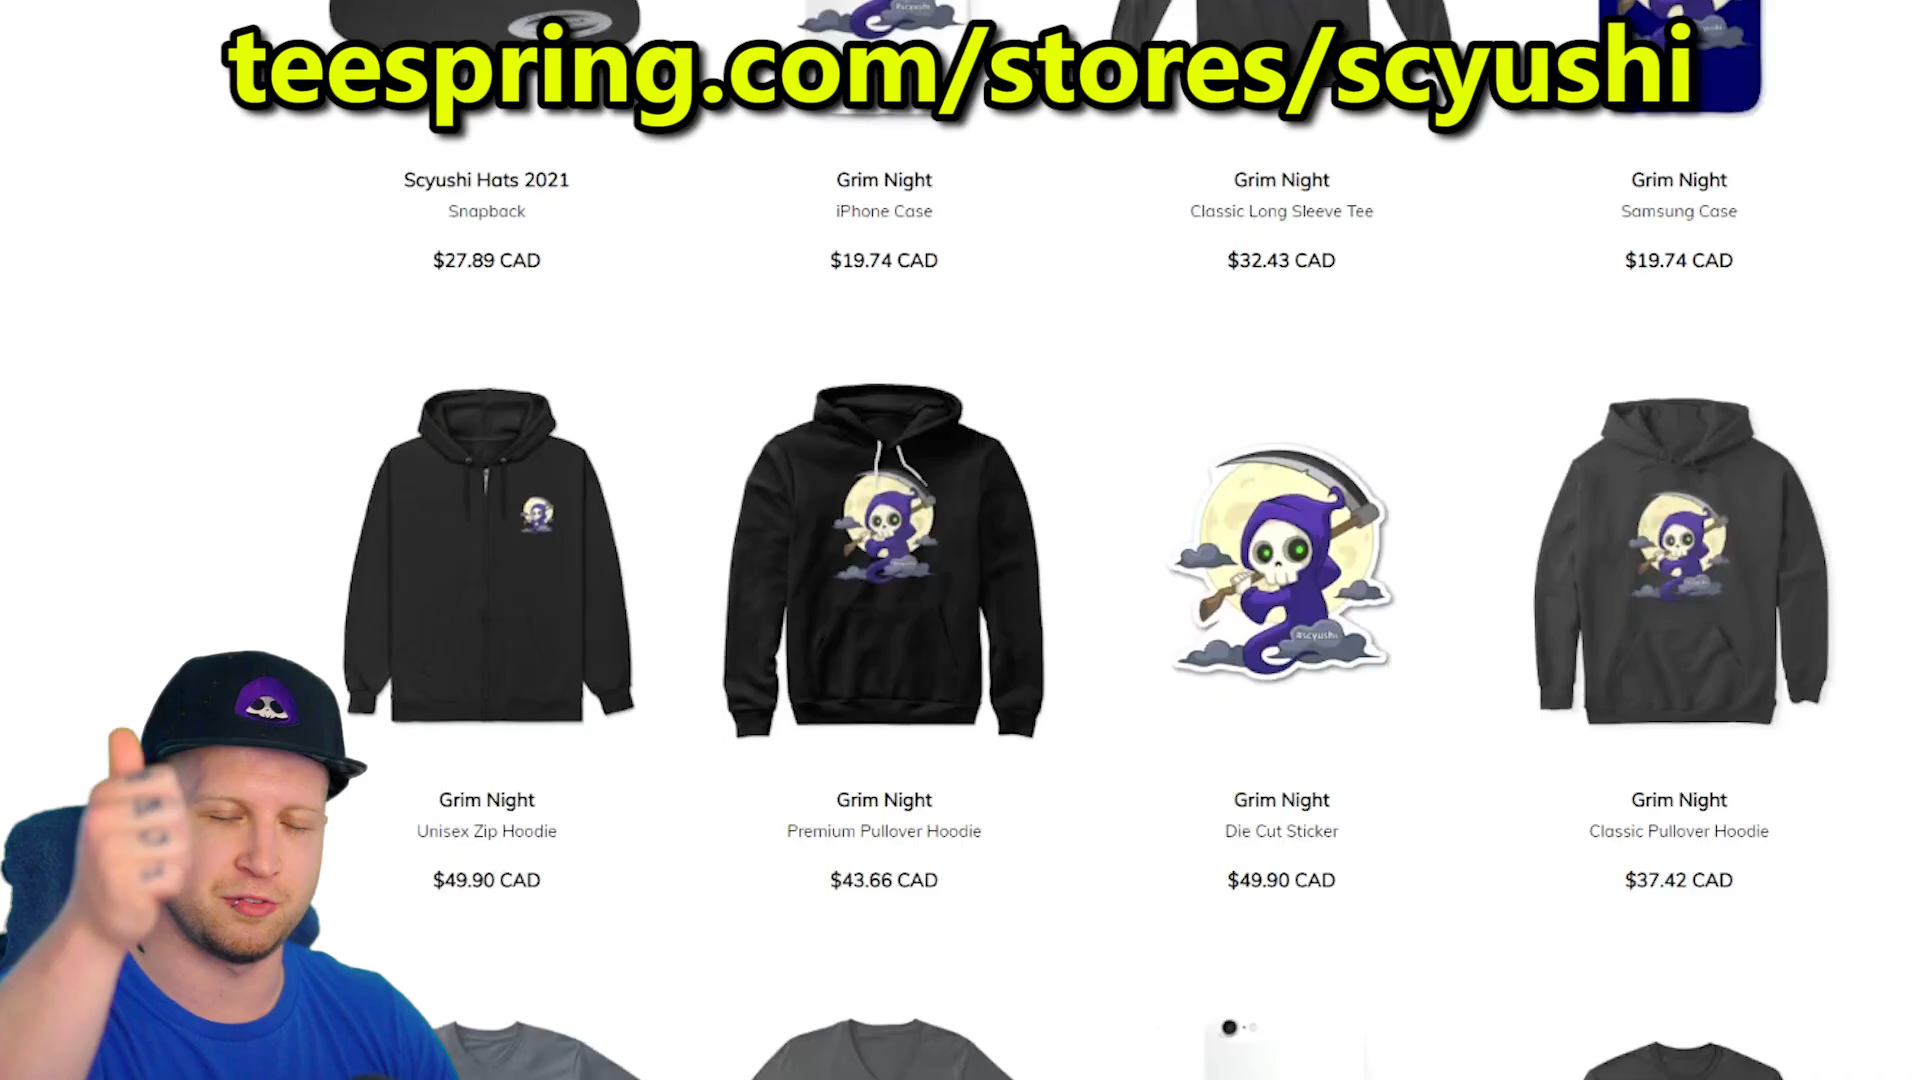 #scyushi
teespring.com/stores/scyushi
Scyushi Hats 2021
Snapback
$27.89 CAD
Grim Night
iPhone Case
$19.74 CAD
Grim Night
Classic Long Sleeve Tee
$32.43 CAD
Grim Night
Samsung Case
$19.74 CAD
#scyushi
Grim Night
Unisex Zip Hoodie
$49.90 CAD
Grim Night
Premium Pullover Hoodie
$43.66 CAD
Grim Night
Die Cut Sticker
$49.90 CAD
Grim Night
Classic Pullover Hoodie
$37.42 CAD